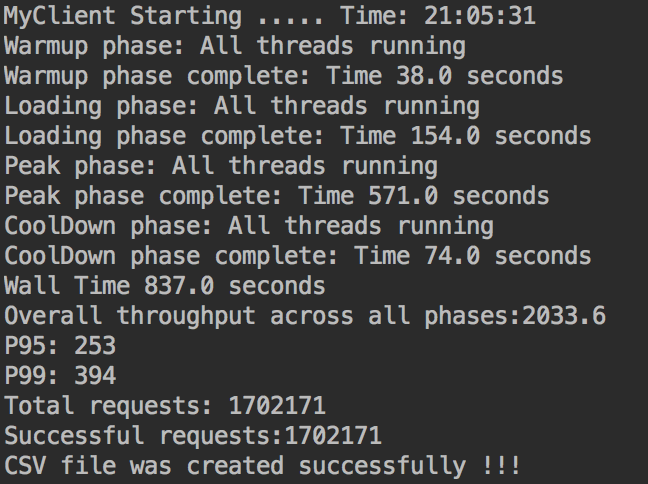 MyClient Starting ..... Time: 21:05:31
Warmup phase: All threads running
Warmup phase complete: Time 38.0 seconds
Loading phase: All threads running
Loading phase complete: Time 154.0 seconds
Peak phase: All threads running
Peak phase complete: Time 571.0 seconds
CoolDown phase: All threads running
CoolDown phase complete: Time 74.0 seconds
Wall Time 837.0 seconds
Overall throughput across all phases:2033.6
P95: 253
P99: 394
Total requests: 1702171
Successful requests:1702171
CSV file was created successfully !!!